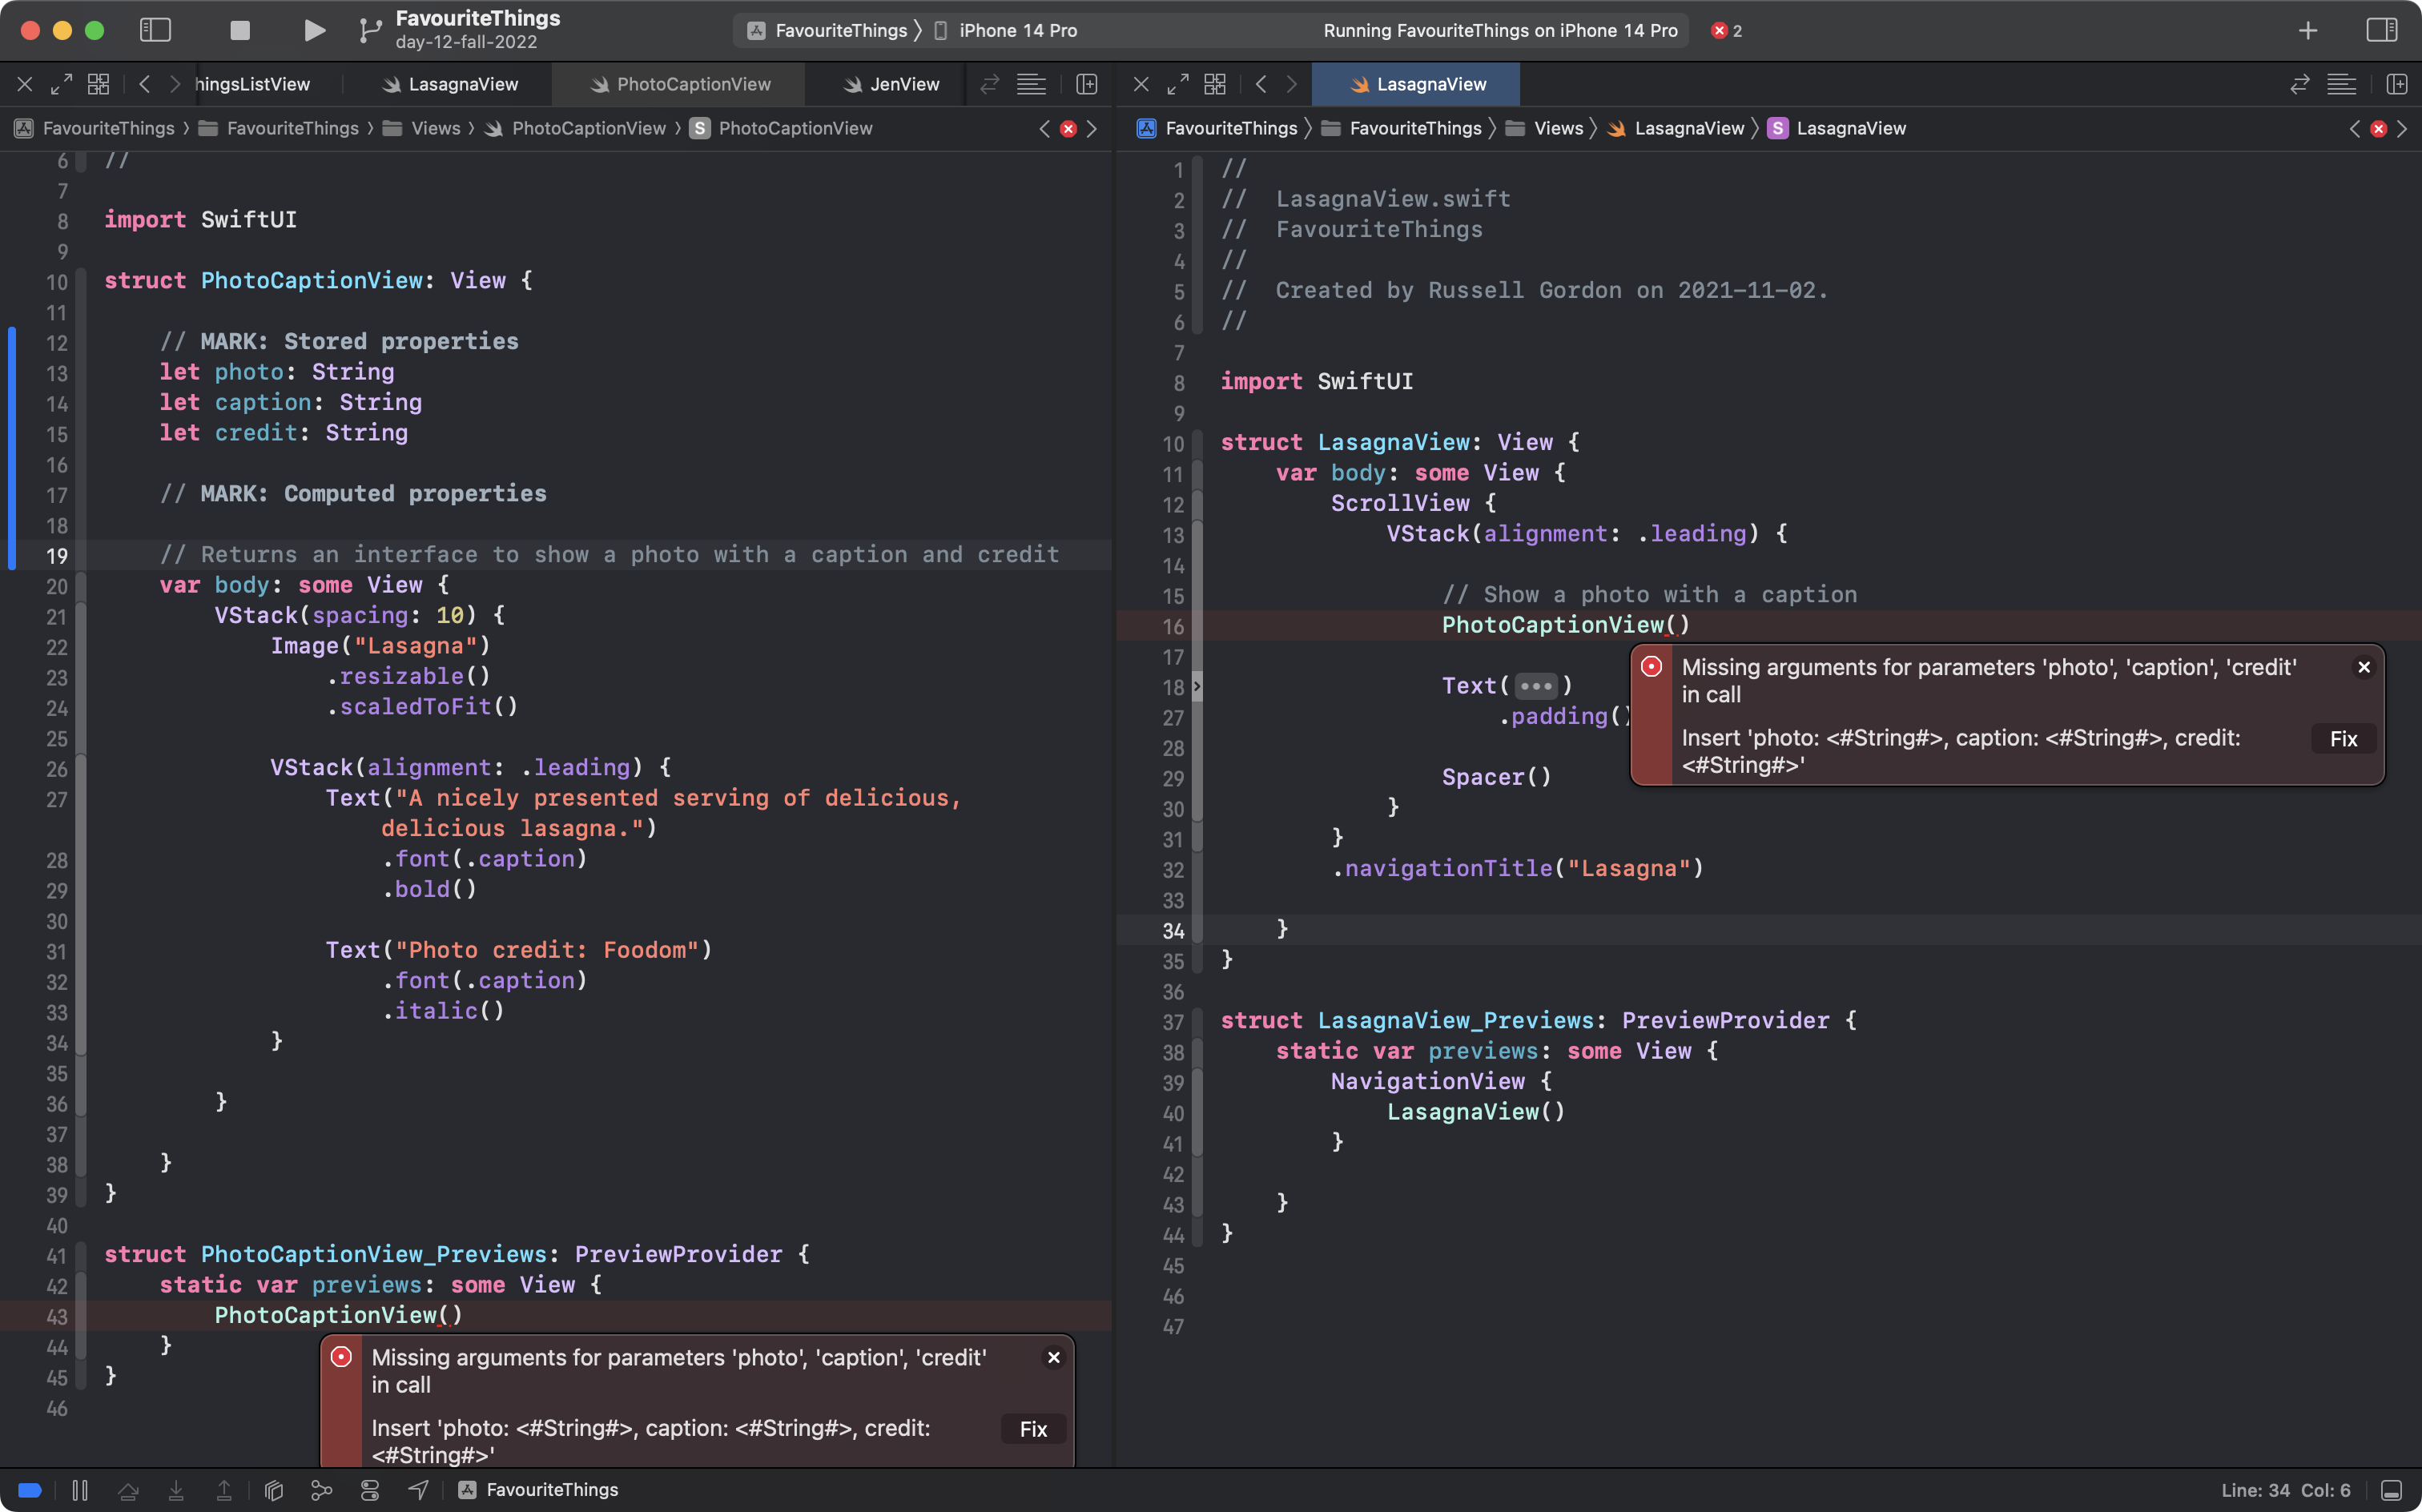 FavouriteThings
day-12-fall-2022
FavouriteThings 〉 iPhone 14 Pro
Running FavouriteThings on iPhone 14 Pro
2
hingsListView
LasagnaView
PhotoCaptionView
JenView
FavouriteThings 〉 FavouriteThings 〉 Views 〉 PhotoCaptionView 〉 S PhotoCaptionView
6 //
7
8 import SwiftUI
9
10 struct PhotoCaptionView: View {
11
12     // MARK: Stored properties
13     let photo: String
14     let caption: String
15     let credit: String
16
17     // MARK: Computed properties
18
19     // Returns an interface to show a photo with a caption and credit
20     var body: some View {
21         VStack(spacing: 10) {
22             Image("Lasagna")
23                 .resizable()
24                 .scaledToFit()
25
26             VStack(alignment: .leading) {
27                 Text("A nicely presented serving of delicious,
delicious lasagna.")
28                     .font(.caption)
29                     .bold()
30
31                 Text("Photo credit: Foodom")
32                     .font(.caption)
33                     .italic()
34             }
35
36         }
37
38     }
39 }
40
41 struct PhotoCaptionView_Previews: PreviewProvider {
42     static var previews: some View {
43         PhotoCaptionView()
44     }
45 }
46
Missing arguments for parameters 'photo', 'caption', 'credit'
in call
Insert 'photo: <#String#>, caption: <#String#>, credit:
<#String#>'
Fix
LasagnaView
FavouriteThings 〉 FavouriteThings 〉 Views 〉 LasagnaView 〉 S LasagnaView
1 //
2 //  LasagnaView.swift
3 //  FavouriteThings
4 //
5 //  Created by Russell Gordon on 2021-11-02.
6 //
7
8 import SwiftUI
9
10 struct LasagnaView: View {
11     var body: some View {
12         ScrollView {
13             VStack(alignment: .leading) {
14
15                 // Show a photo with a caption
16                 PhotoCaptionView()
17
18                 Text(•••)
27                     .padding()
28
29                 Spacer()
30             }
31         }
32         .navigationTitle("Lasagna")
33
34     }
35 }
36
37 struct LasagnaView_Previews: PreviewProvider {
38     static var previews: some View {
39         NavigationView {
40             LasagnaView()
41         }
42
43     }
44 }
45
46
47
Missing arguments for parameters 'photo', 'caption', 'credit'
in call
Insert 'photo: <#String#>, caption: <#String#>, credit:
<#String#>'
Fix
FavouriteThings
Line: 34 Col: 6